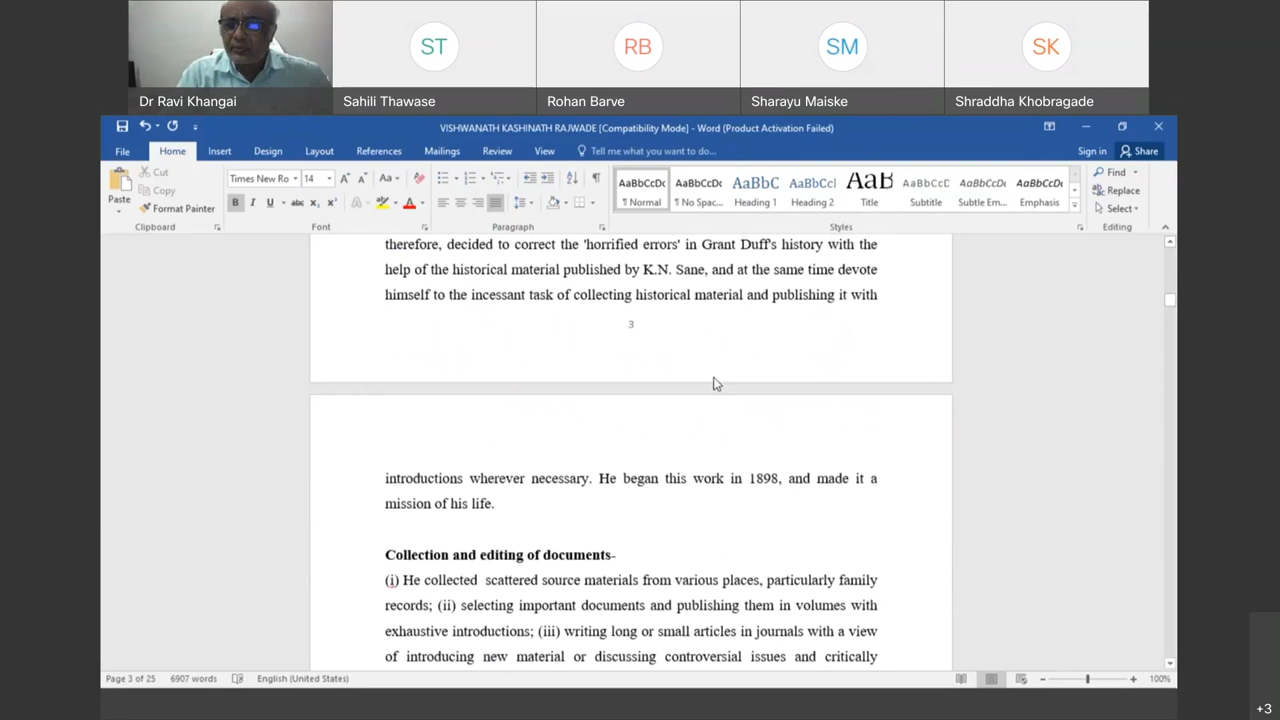 ST
RB
SM
SK
Dr Ravi Khangai
Sahili Thawase
Rohan Barve
Sharayu Maiske
Shraddha Khobragade
VISHWANATH KASHINATH RAJWADE [Compatibility Mode] - Word (Product Activation Failed)
File Home Insert Design Layout References Mailings Review View Tell me what you want to do... Sign in Share
Paste
Cut
Copy
Format Painter
Times New Ro 14
AaBbCcDc AaBbCcDc AaBbC AaBbCcI AaB AaBbCcD AaBbCcDc AaBbCcDc
¶ Normal ¶ No Spac... Heading 1 Heading 2 Title Subtitle Subtle Em... Emphasis
Find
Replace
Select
Clipboard Font Paragraph Styles Editing
therefore, decided to correct the 'horrified errors' in Grant Duff's history with the
help of the historical material published by K.N. Sane, and at the same time devote
himself to the incessant task of collecting historical material and publishing it with
3
introductions wherever necessary. He began this work in 1898, and made it a
mission of his life.
Collection and editing of documents-
(i) He collected scattered source materials from various places, particularly family
records; (ii) selecting important documents and publishing them in volumes with
exhaustive introductions; (iii) writing long or small articles in journals with a view
of introducing new material or discussing controversial issues and critically
Page 3 of 25 6907 words English (United States) 100%
+3